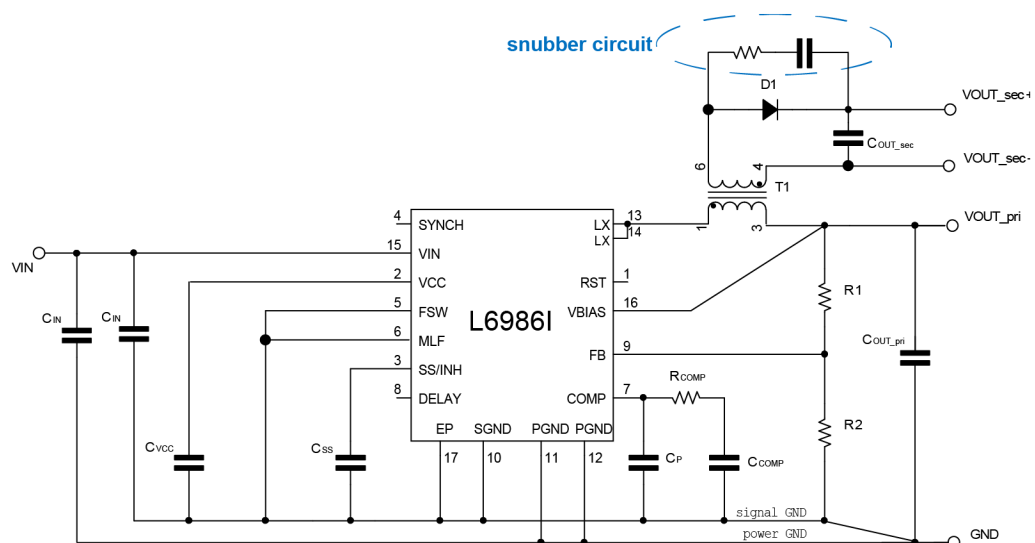 snubber circuit
D1
VOUT_sec+
COUT_sec
6
4
VOUT_sec-
T1
1
3
VOUT_pri
4
SYNCH
LX
13
LX
14
VIN
15
VIN
2
VCC
RST
1
5
FSW
VBIAS
16
R1
CIN
CIN
L6986I
6
MLF
FB
9
COUT_pri
3
SS/INH
RCOMP
8
DELAY
COMP
7
R2
EP
SGND
PGND
PGND
CVCC
CSS
17
10
11
12
CP
CCOMP
signal GND
power GND
GND